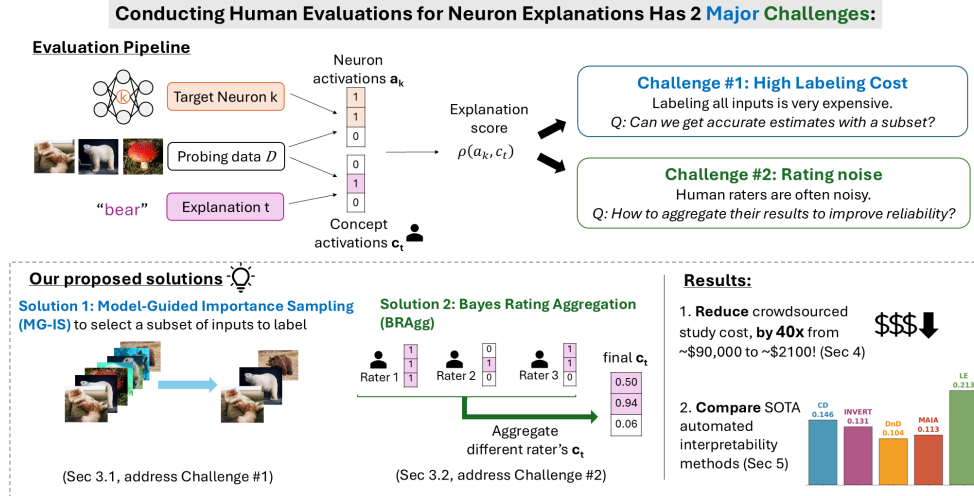 Conducting Human Evaluations for Neuron Explanations Has 2 Major Challenges:
Evaluation Pipeline
Neuron
activations a_k
k
Target Neuron k
1
1
0
Probing data D
0
1
0
"bear"
Explanation t
Concept
activations c_t
Explanation
score
ρ(a_k, c_t)
Challenge #1: High Labeling Cost
Labeling all inputs is very expensive.
Q: Can we get accurate estimates with a subset?
Challenge #2: Rating noise
Human raters are often noisy.
Q: How to aggregate their results to improve reliability?
Our proposed solutions
Solution 1: Model-Guided Importance Sampling
(MG-IS) to select a subset of inputs to label
(Sec 3.1, address Challenge #1)
Solution 2: Bayes Rating Aggregation
(BRAgg)
Rater 1
1
1
1
Rater 2
0
1
0
Rater 3
1
1
0
final c_t
0.50
0.94
0.06
Aggregate
different rater's c_t
(Sec 3.2, address Challenge #2)
Results:
1. Reduce crowdsourced
study cost, by 40x from
~$90,000 to ~$2100! (Sec 4)
$$$
2. Compare SOTA
automated
interpretability
methods (Sec 5)
CD
0.146
INVERT
0.131
DnD
0.104
MAIA
0.113
LE
0.213